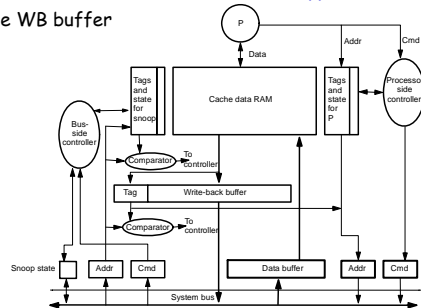 e WB buffer
P
Data
Addr
Cmd
Tags
and
state
for
snoop
Cache data RAM
Tags
and
state
for
P
Processo
side
controller
Bus-
side
controller
Comparator
To
controller
Tag
Write-back buffer
Comparator
To
controller
Snoop state
Addr
Cmd
Data buffer
Addr
Cmd
System bus